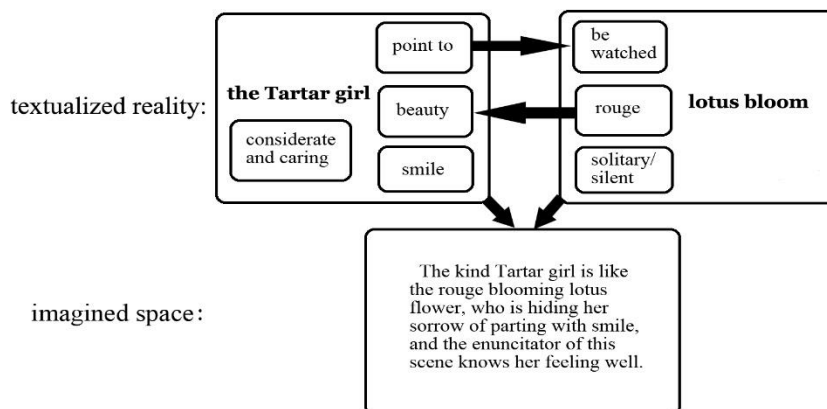 textualized reality:
the Tartar girl
considerate
and caring
point to
beauty
smile
be
watched
rouge
solitary/
silent
lotus bloom
imagined space:
The kind Tartar girl is like
the rouge blooming lotus
flower, who is hiding her
sorrow of parting with smile,
and the enuncitator of this
scene knows her feeling well.